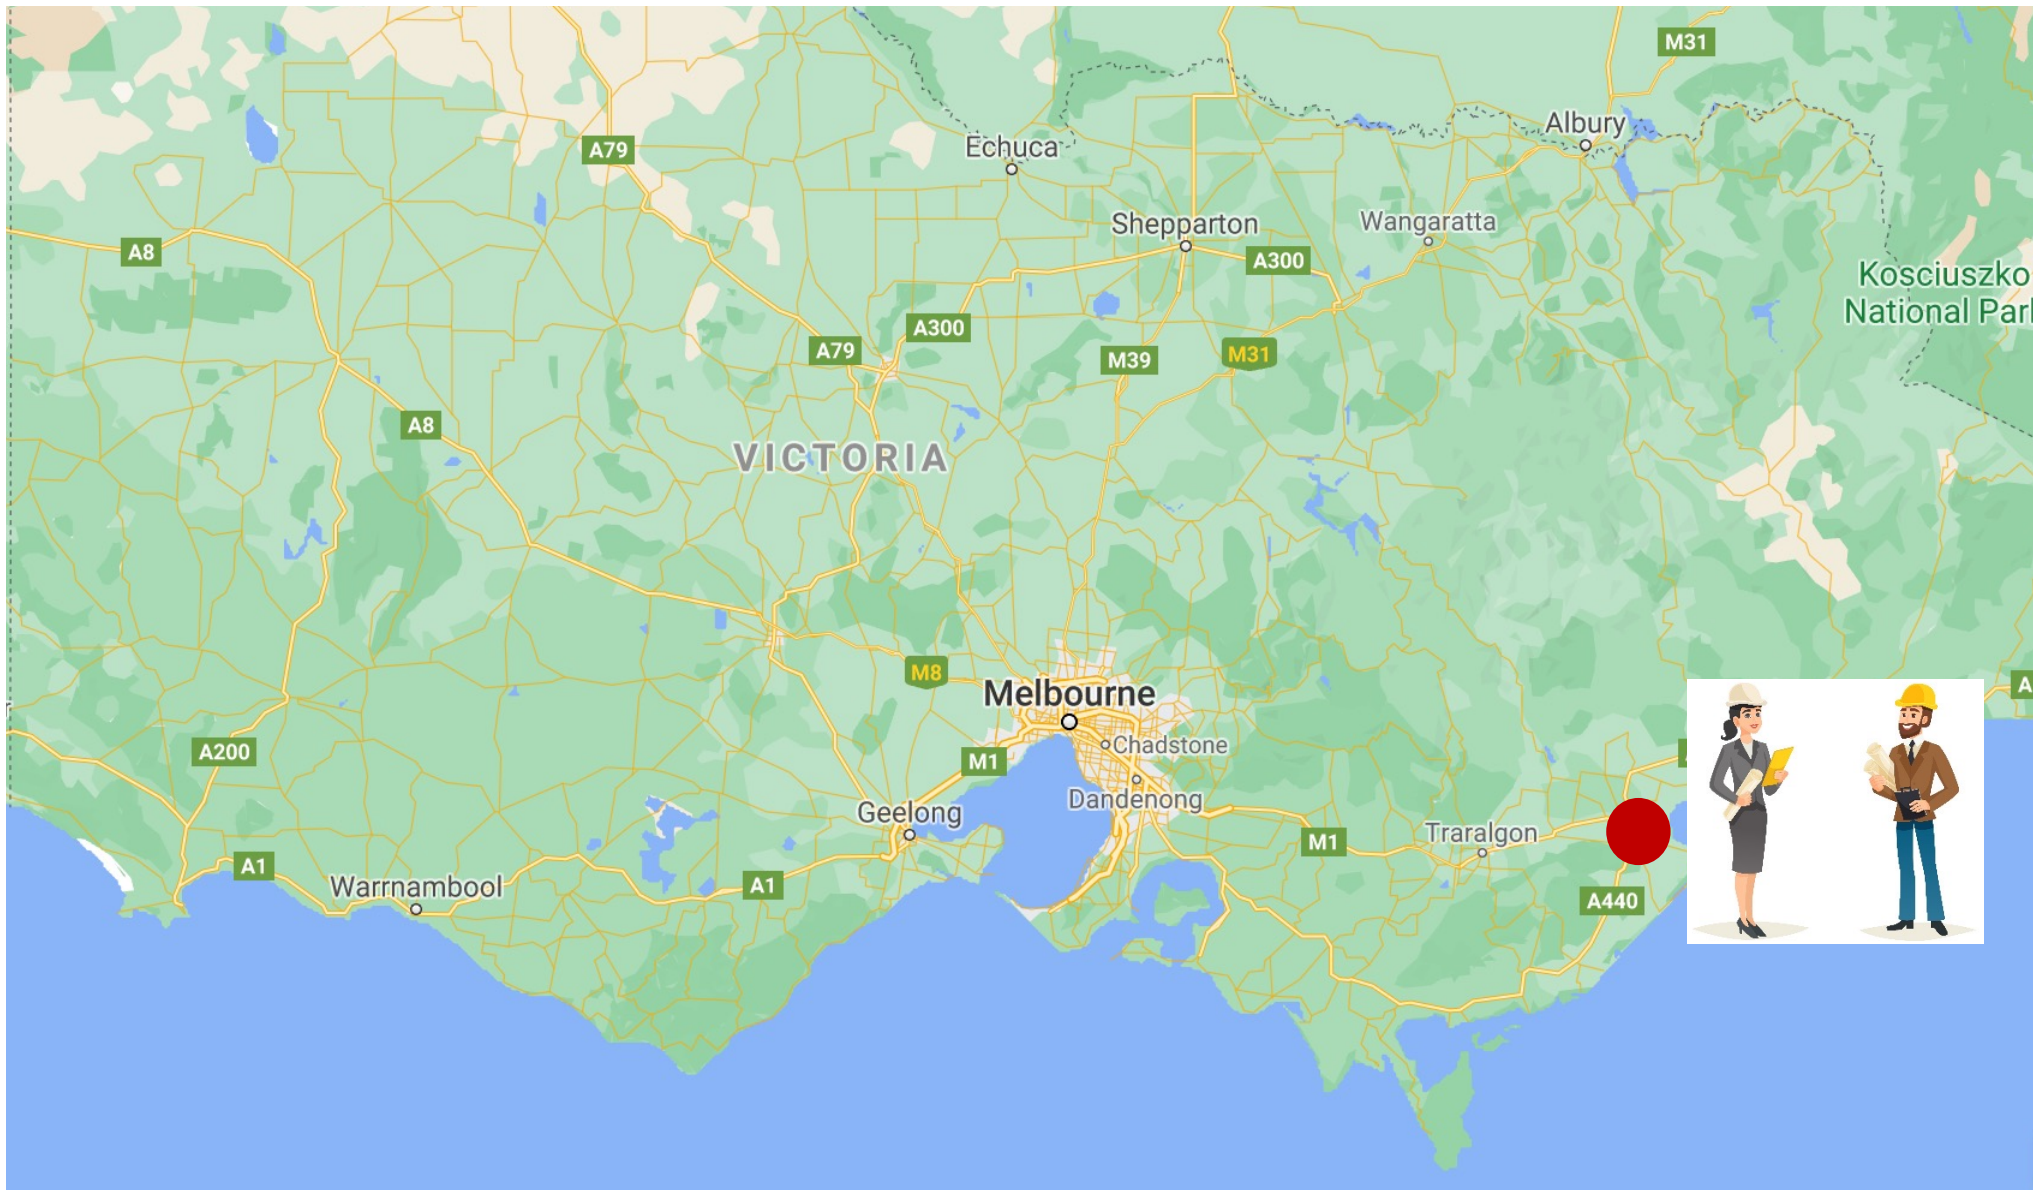 M31
Albury
Echuca
A79
Shepparton
Wangaratta
A8
A300
Kosciuszko
National Par
A300
A79
M39
M31
A8
VICTORIA
M8
Melbourne
A
A200
M1
Chadstone
Dandenong
Geelong
Traralgon
M1
A1
Warrnambool
A1
A440